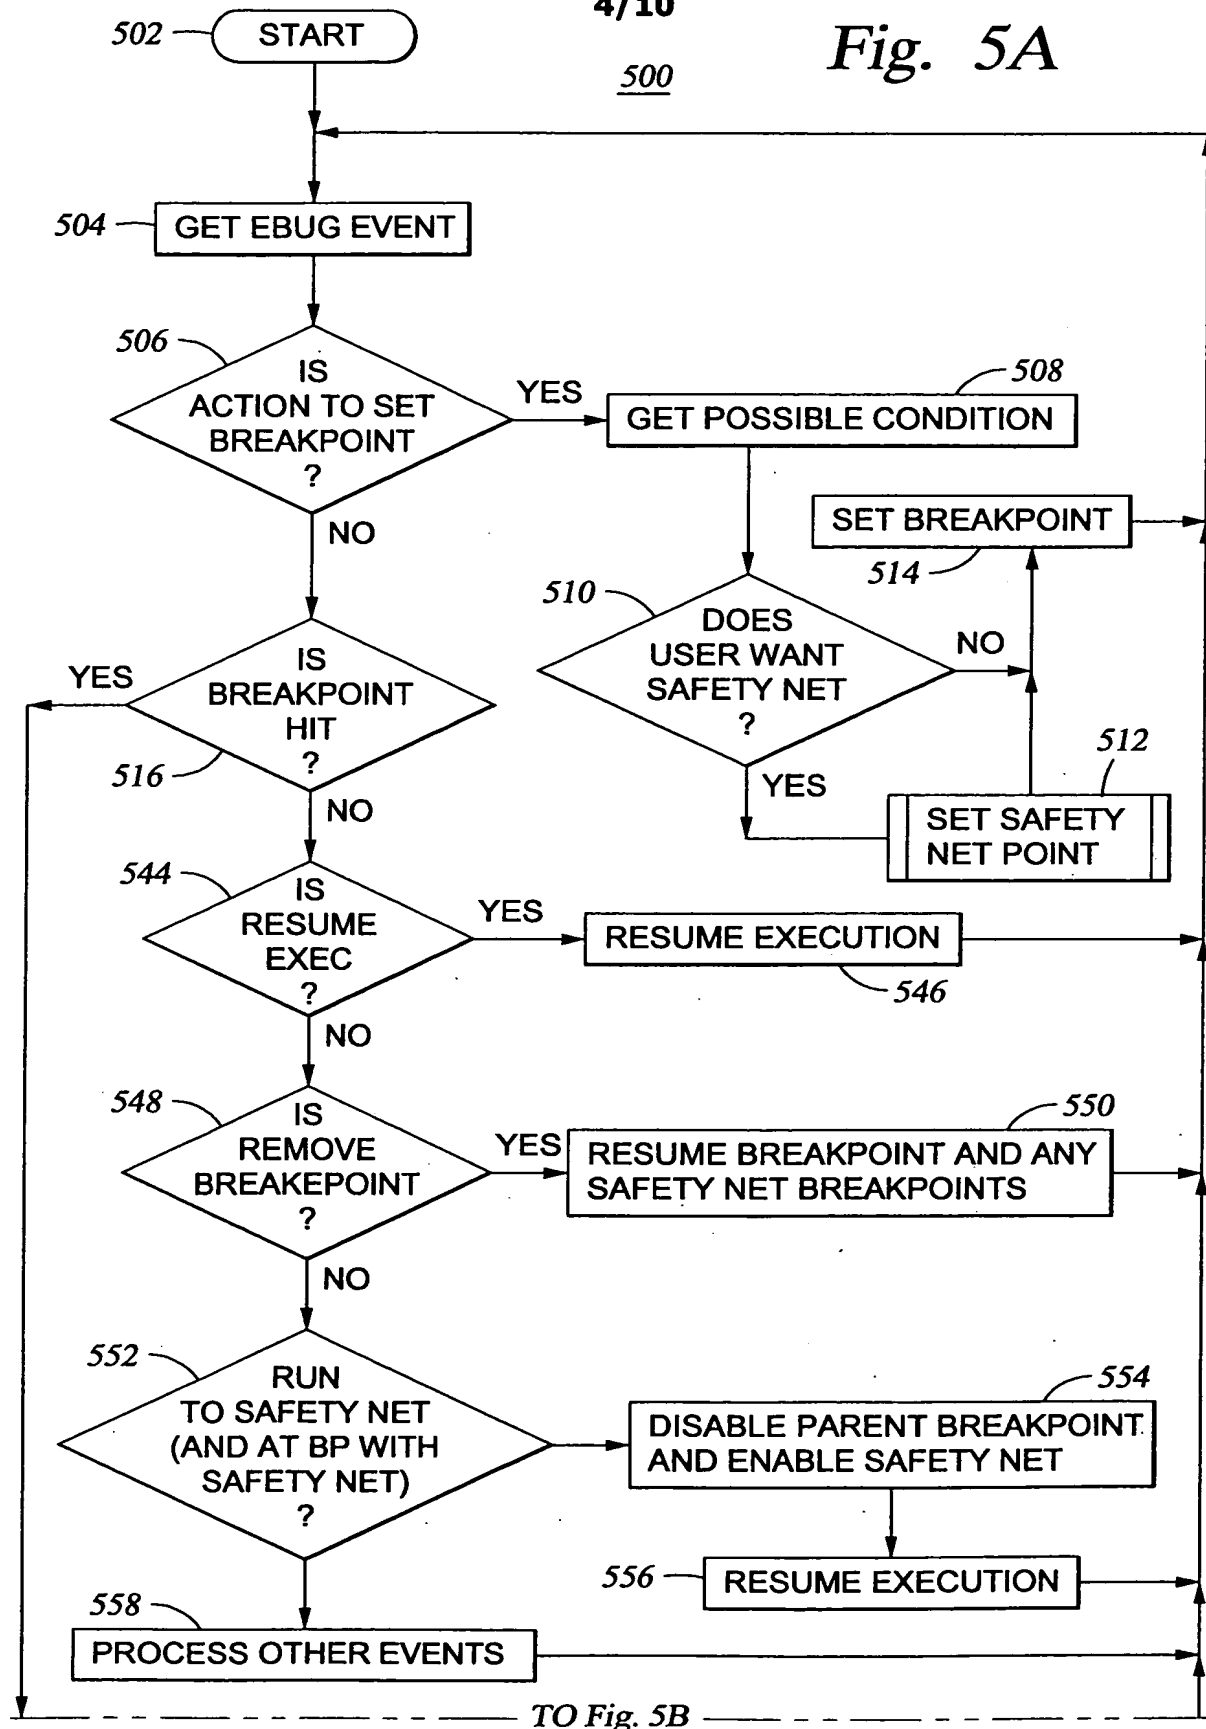 4/10
Fig. 5A
500
502
START
504
GET EBUG EVENT
506
IS
ACTION TO SET
BREAKPOINT
?
YES
508
GET POSSIBLE CONDITION
NO
SET BREAKPOINT
514
510
DOES
USER WANT
SAFETY NET
?
NO
YES
512
SET SAFETY
NET POINT
YES
IS
BREAKPOINT
HIT
?
516
NO
544
IS
RESUME
EXEC
?
YES
RESUME EXECUTION
546
NO
548
IS
REMOVE
BREAKEPOINT
?
YES
550
RESUME BREAKPOINT AND ANY
SAFETY NET BREAKPOINTS
NO
552
RUN
TO SAFETY NET
(AND AT BP WITH
SAFETY NET)
?
554
DISABLE PARENT BREAKPOINT
AND ENABLE SAFETY NET
556
RESUME EXECUTION
558
PROCESS OTHER EVENTS
TO Fig. 5B